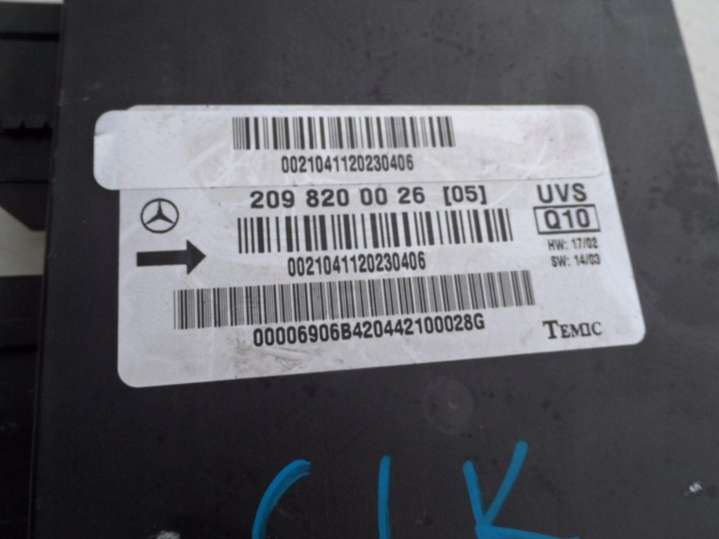 0021041120230406
209 820 00 26 [05] UVS
Q10
HW: 17/02
SW: 14/03
0021041120230406
00006906B420442100028G
TEMIC
CLK